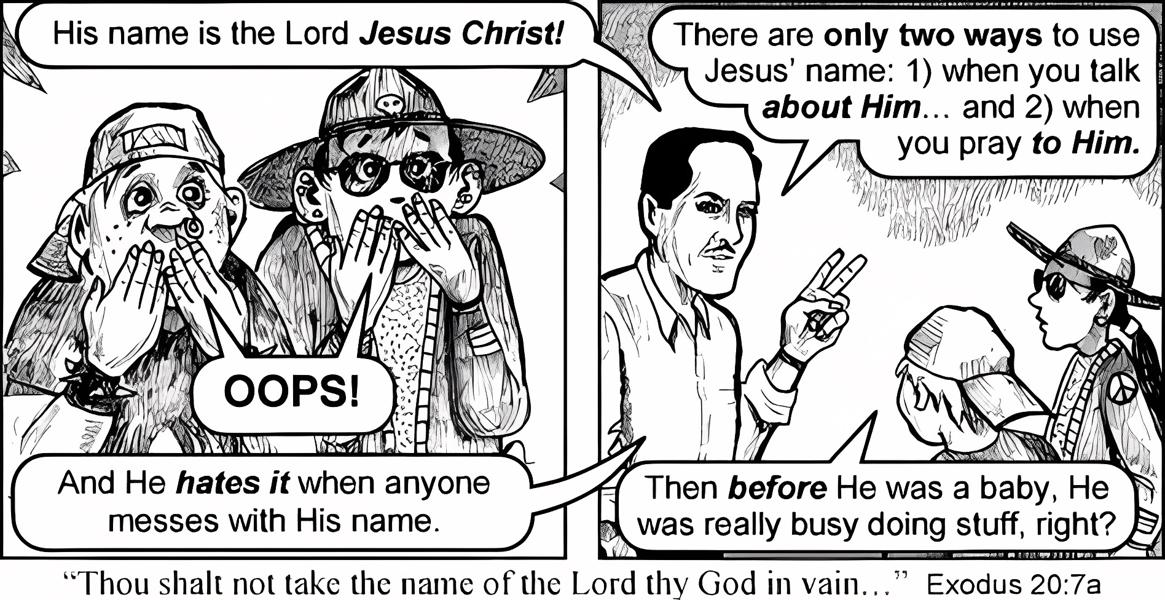 His name is the Lord Jesus Christ!
OOPS!
And He hates it when anyone
messes with His name.
There are only two ways to use
Jesus’ name: 1) when you talk
about Him... and 2) when
you pray to Him.
Then before He was a baby, He
was really busy doing stuff, right?
“Thou shalt not take the name of the Lord thy God in vain...” Exodus 20:7a